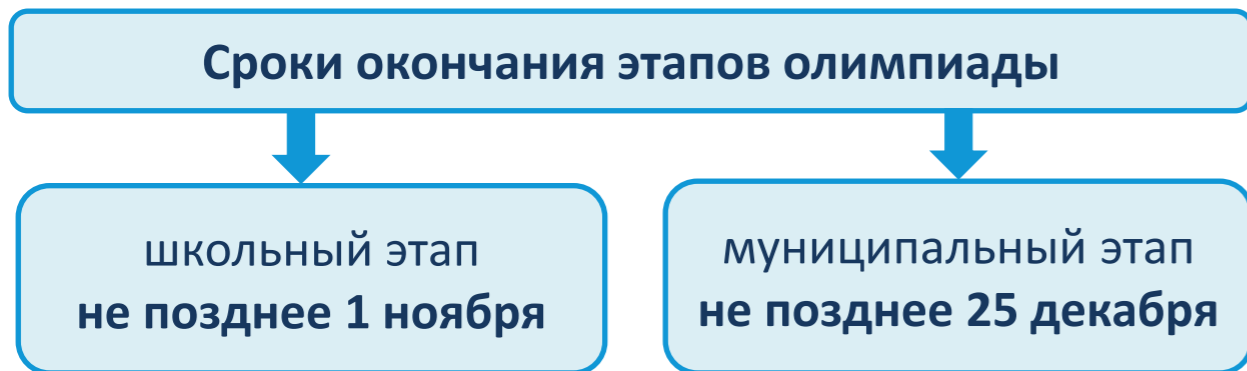 Сроки окончания этапов олимпиады
школьный этап
не позднее 1 ноября
муниципальный этап
не позднее 25 декабря